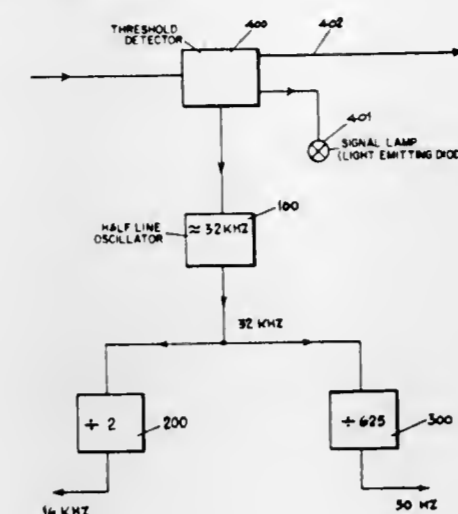 THRESHOLD
DETECTOR
400
402
401
SIGNAL LAMP
(LIGHT EMITTING DIOD
100
HALF LINE
OSCILLATOR
≈ 32 KHZ
32 KHZ
÷ 2
200
÷ 625
300
16 KHZ
50 HZ